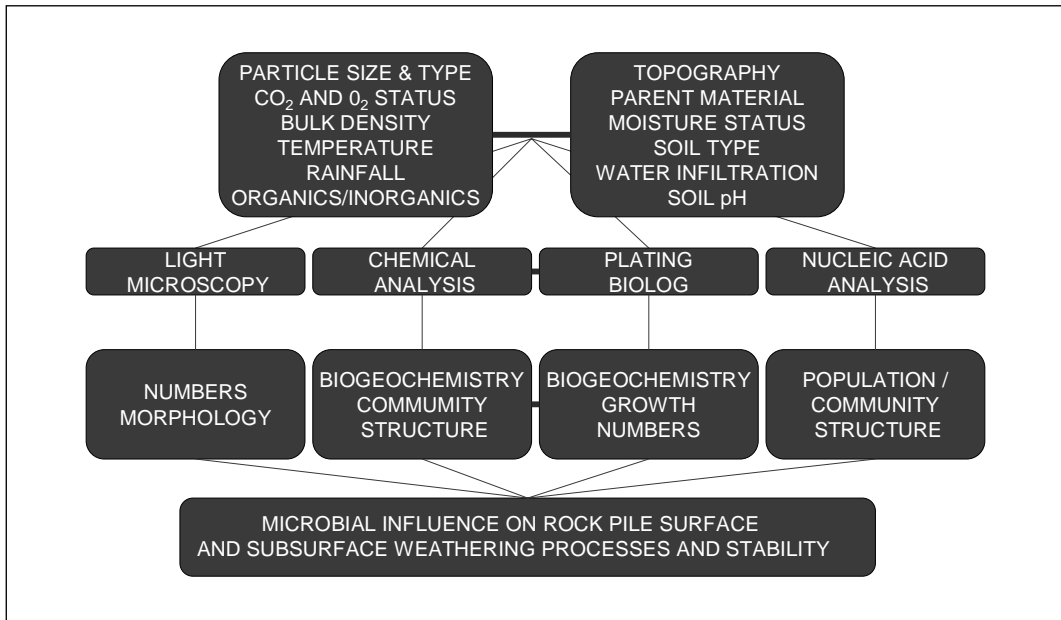 PARTICLE SIZE & TYPE
CO₂ AND 0₂ STATUS
BULK DENSITY
TEMPERATURE
RAINFALL
ORGANICS/INORGANICS
TOPOGRAPHY
PARENT MATERIAL
MOISTURE STATUS
SOIL TYPE
WATER INFILTRATION
SOIL pH
LIGHT
MICROSCOPY
CHEMICAL
ANALYSIS
PLATING
BIOLOG
NUCLEIC ACID
ANALYSIS
NUMBERS
MORPHOLOGY
BIOGEOCHEMISTRY
COMMUMITY
STRUCTURE
BIOGEOCHEMISTRY
GROWTH
NUMBERS
POPULATION /
COMMUNITY
STRUCTURE
MICROBIAL INFLUENCE ON ROCK PILE SURFACE
AND SUBSURFACE WEATHERING PROCESSES AND STABILITY